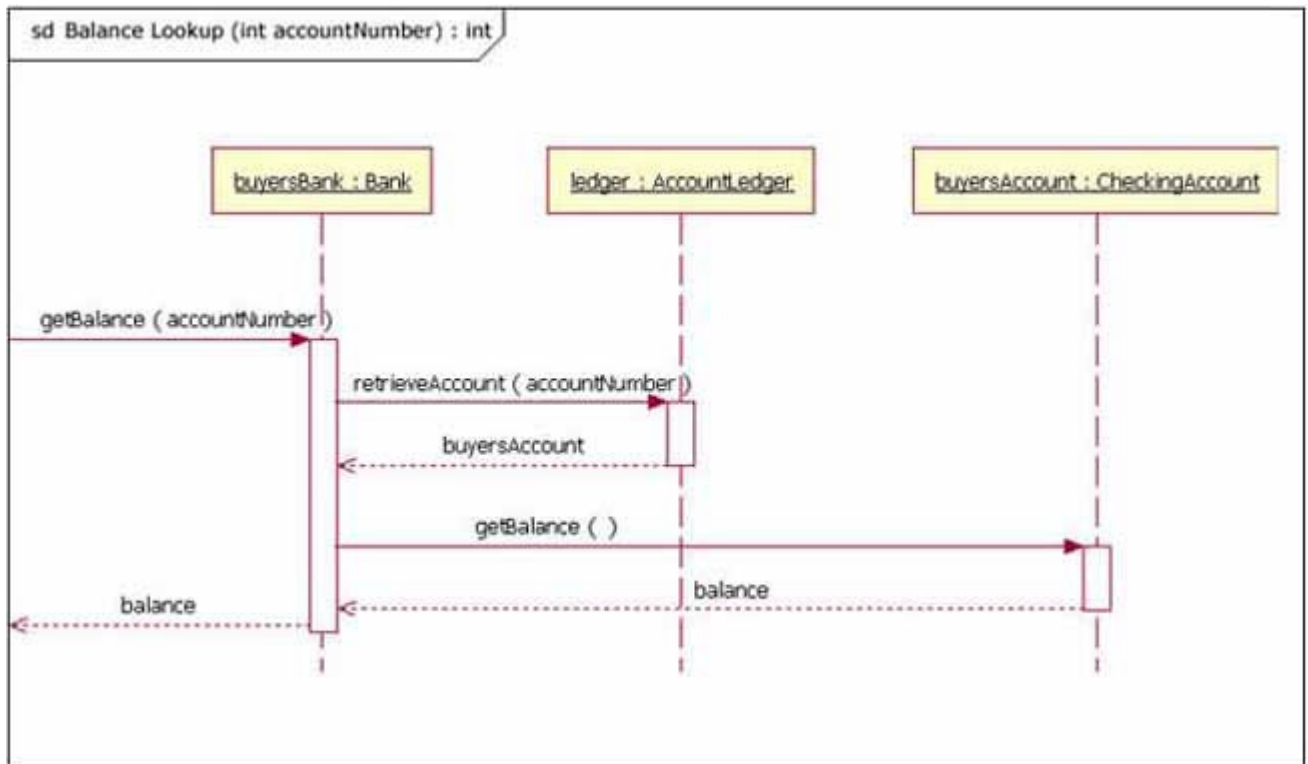 sd Balance Lookup (int accountNumber) : int
buyersBank : Bank
ledger : AccountLedger
buyersAccount : CheckingAccount
getBalance ( accountNumber )
retrieveAccount ( accountNumber )
buyersAccount
getBalance ( )
balance
balance